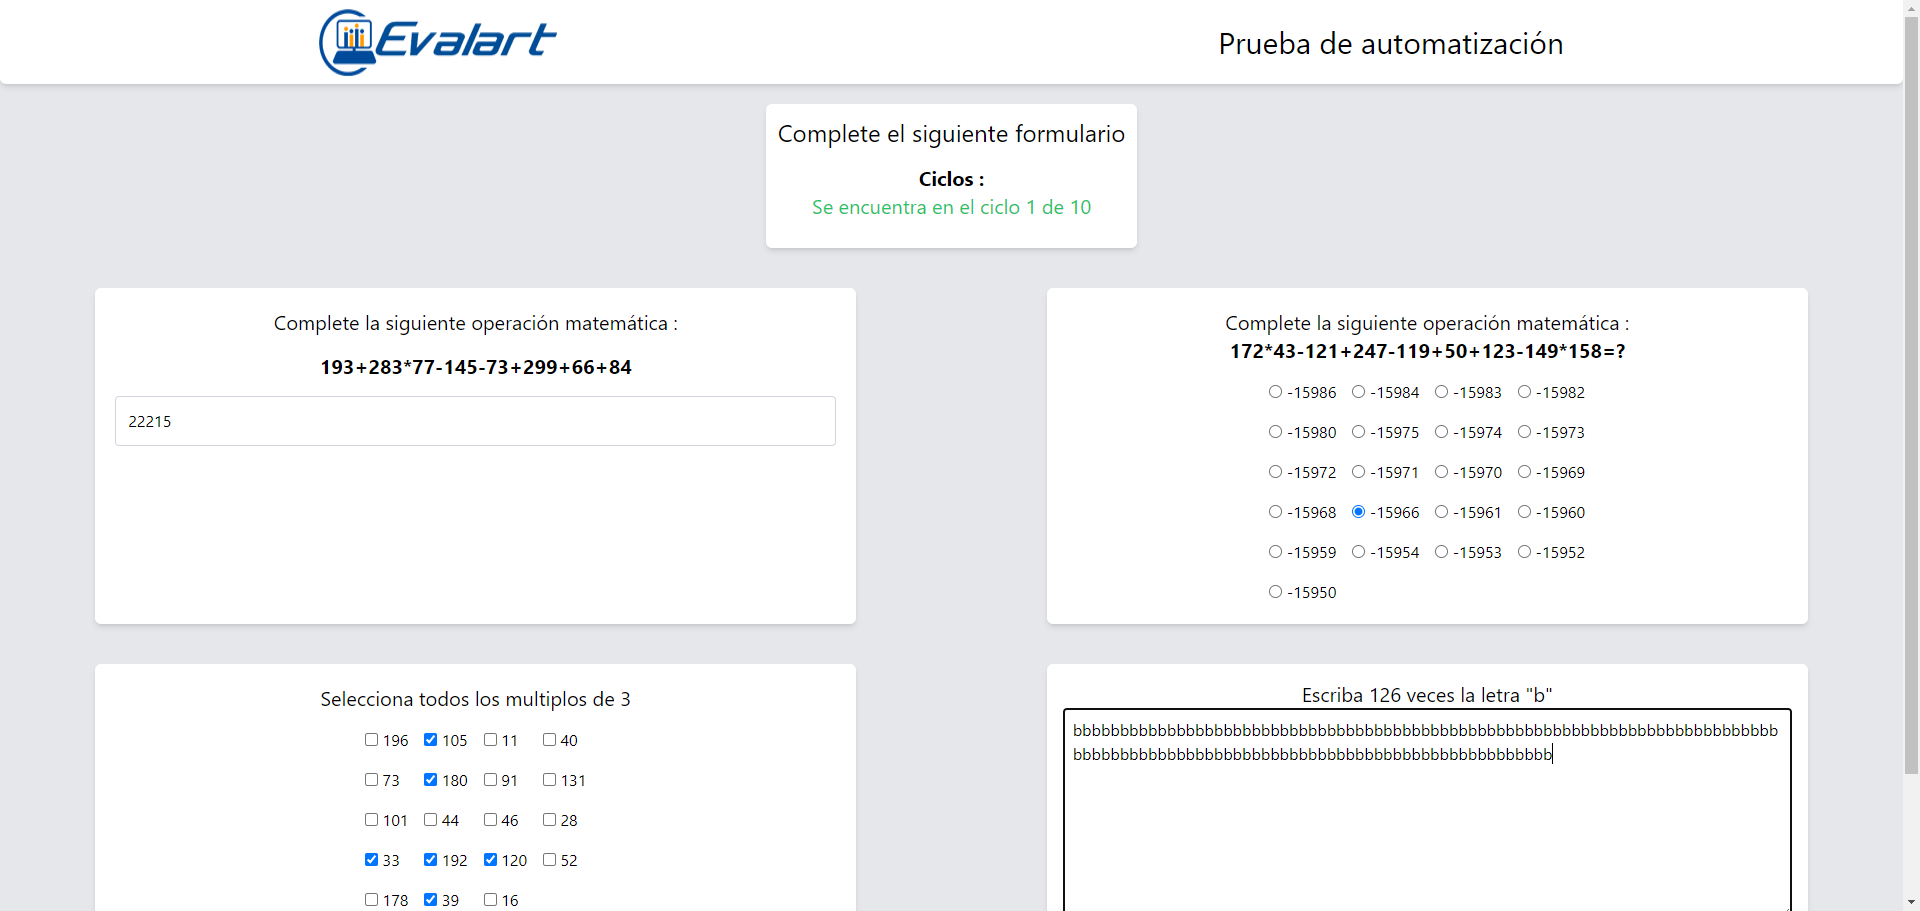 Evalart
Prueba de automatización
Complete el siguiente formulario
Ciclos :
Se encuentra en el ciclo 1 de 10
Complete la siguiente operación matemática :
193+283*77-145-73+299+66+84
22215
Complete la siguiente operación matemática :
172*43-121+247-119+50+123-149*158=?
-15986 -15984 -15983 -15982
-15980 -15975 -15974 -15973
-15972 -15971 -15970 -15969
-15968 -15966 -15961 -15960
-15959 -15954 -15953 -15952
-15950
Selecciona todos los multiplos de 3
196 105 11 40
73 180 91 131
101 44 46 28
33 192 120 52
178 39 16
Escriba 126 veces la letra "b"
bbbbbbbbbbbbbbbbbbbbbbbbbbbbbbbbbbbbbbbbbbbbbbbbbbbbbbbbbbbbbbbbbbbbbbbbbbb
bbbbbbbbbbbbbbbbbbbbbbbbbbbbbbbbbbbbbbbbbbbbbbbbbbb